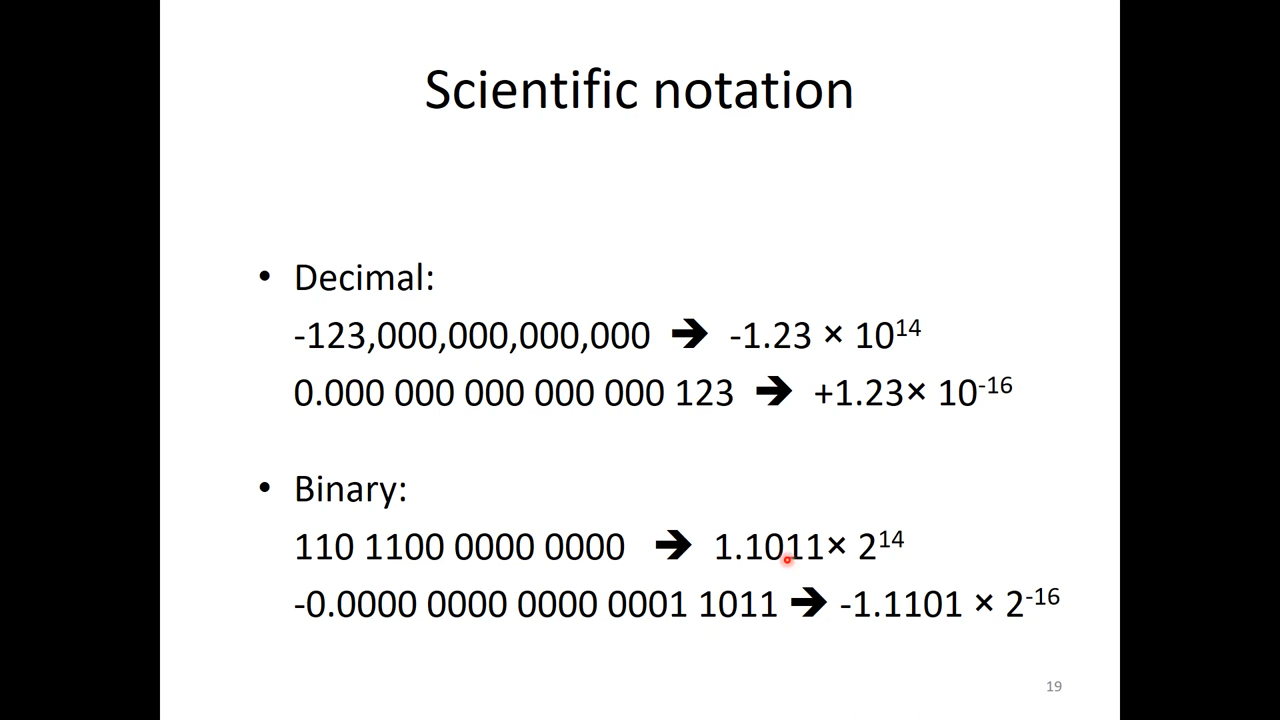 Scientific notation
• Decimal:
-123,000,000,000,000 ➔ -1.23 × 10¹⁴
0.000 000 000 000 000 123 ➔ +1.23× 10⁻¹⁶
• Binary:
110 1100 0000 0000 ➔ 1.1011× 2¹⁴
-0.0000 0000 0000 0001 1011 ➔ -1.1101 × 2⁻¹⁶
19